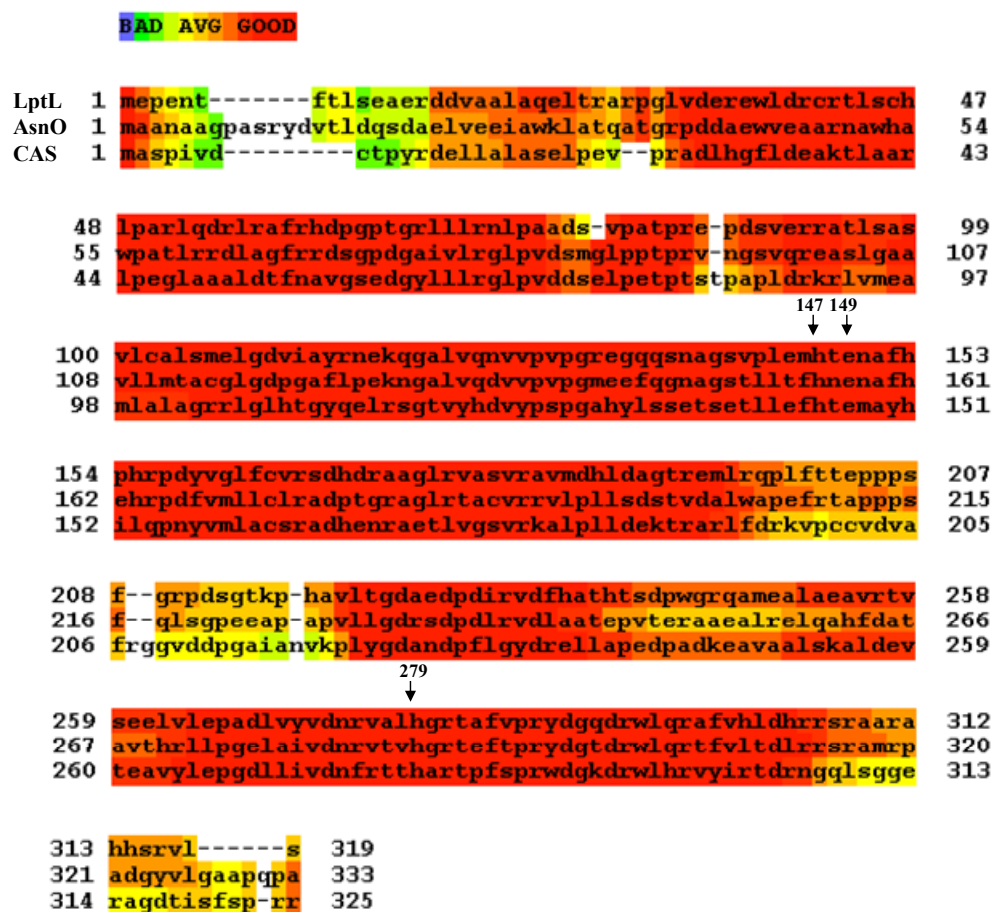 BAD AVG GOOD
LptL 1 mepent-------ftlseaerddvaalaqeltrarpglvderewldrcrtlsch 47
AsnO 1 maanaagpasrydvtldqsdaelveeiawklatqatgrpddaewveaarnawha 54
CAS 1 maspivd---------ctpyrdellalaselpev--pradlhgfldeaktlaar 43
48 lparlqdrlrafrhdpgptgrlllrnlpaads-vpatpre-pdsverratlsas 99
55 wpatlrrdlagfrrdsgpdgaivlrglpvdsmglpptprv-ngsvqreaslgaa 107
44 lpeglaaaldtfnavgsedgylllrglpvddselpetptstpapldrkrlvmea 97
147 149
100 vlcalsmelgdviayrnekqgalvqnvvpvpgregqqsnagsvplemhtenafh 153
108 vllmtacglgdpgaflpekngalvqdvvpvpgmeefqgnagstlltfhnenafh 161
98 mlalagrrlglhtgyqelrsgtvyhdvypspgahylssetsetllefhtemayh 151
154 phrpdyvglfcvrsdhdraaglrvasvravmdhldagtremlrqplftteppps 207
162 ehrpdfvmllclradptgraglrtacvrrvlpllsdstvdalwapefrtappps 215
152 ilqpnyvmlacsradhenraetlvgsvrkalplldektrarlfdrkvpccvdva 205
208 f--grpdsgtkp-havltgdaedpdirvdfhathtsdpwgrqamealaeavrtv 258
216 f--qlsgpeeap-apvllgdrsdpdlrvdlaatepvteraaealrelqahfdat 266
206 frggvddpgaianvkplygdandpflgydrellapedpadkeavaalskaldev 259
279
259 seelvlepadlvyvdnrvalhgrtafvprydgqdrwlqrafvhldhrrsraara 312
267 avthrllpgelaivdnrvtvhgrteftprydgtdrwlqrtfvltdlrrsramrp 320
260 teavylepgdllivdnfrtthartpfsprwdgkdrwlhrvyirtdrngqlsgge 313
313 hhsrvl------s 319
321 adgyvlgaapqpa 333
314 ragdtisfsp-rr 325